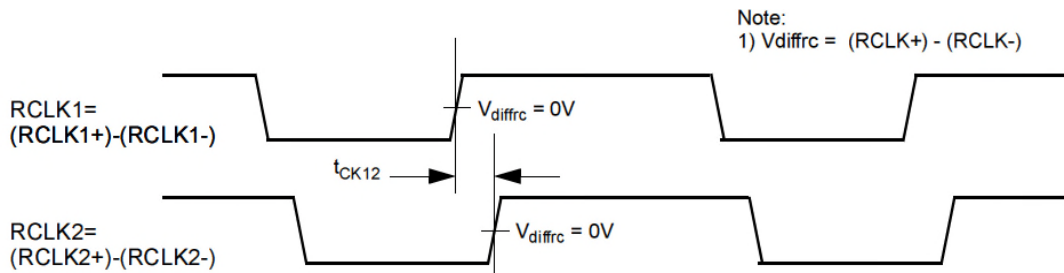 Note:
1) Vdiffrc = (RCLK+) - (RCLK-)
RCLK1=
(RCLK1+)-(RCLK1-)
Vdiffrc = 0V
tCK12
RCLK2=
(RCLK2+)-(RCLK2-)
Vdiffrc = 0V